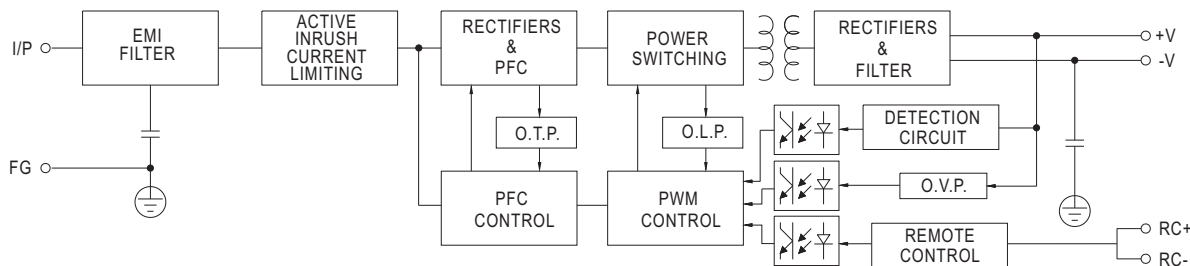 I/P
EMI
FILTER
ACTIVE
INRUSH
CURRENT
LIMITING
RECTIFIERS
&
PFC
POWER
SWITCHING
RECTIFIERS
&
FILTER
+V
-V
O.T.P.
O.L.P.
DETECTION
CIRCUIT
FG
PFC
CONTROL
PWM
CONTROL
O.V.P.
REMOTE
CONTROL
RC+
RC-